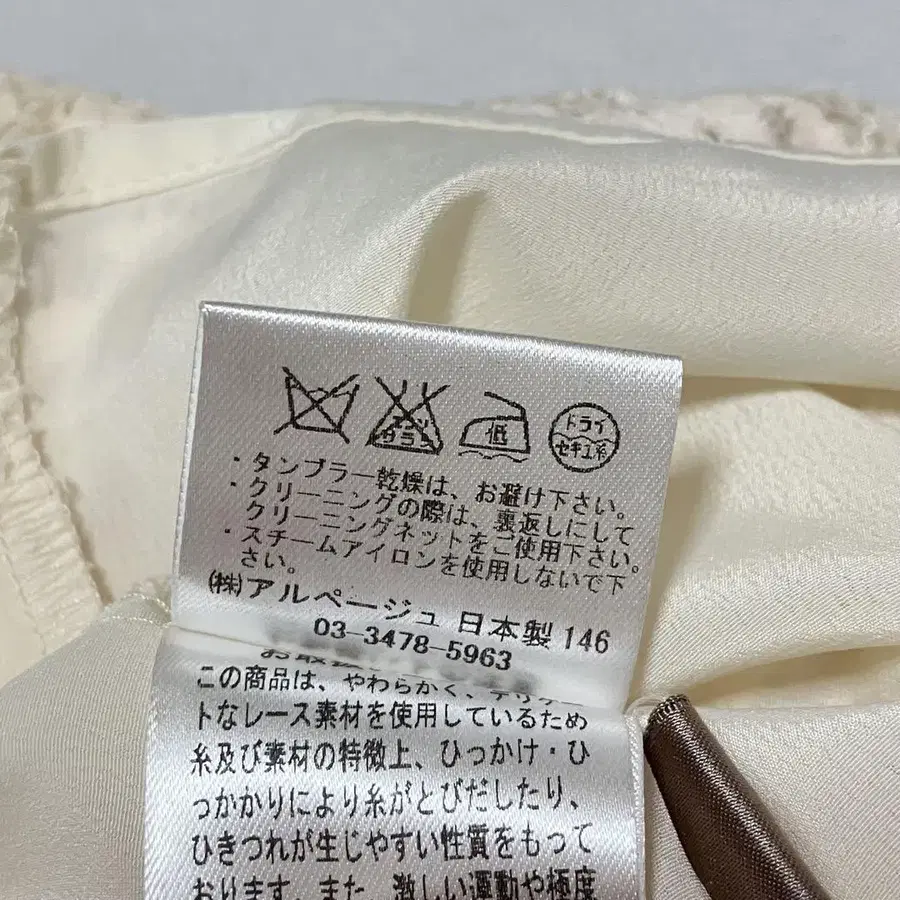 エンソ
サラシ
低
ドライ
セキユ系
・タンブラー乾燥は、お避け下さい。
・クリーニングの際は、裏返しにして
クリーニングネットをご使用下さい。
・スチームアイロンを使用しないで下
さい。
㈱アルページュ 日本製 146
03-3478-5963
この商品は、やわらかく、デリケー
トなレース素材を使用しているため
糸及び素材の特徴上、ひっかけ・ひ
っかかりにより糸がとびだしたり、
ひきつれが生じやすい性質をもって
おります。また、激しい運動や極度